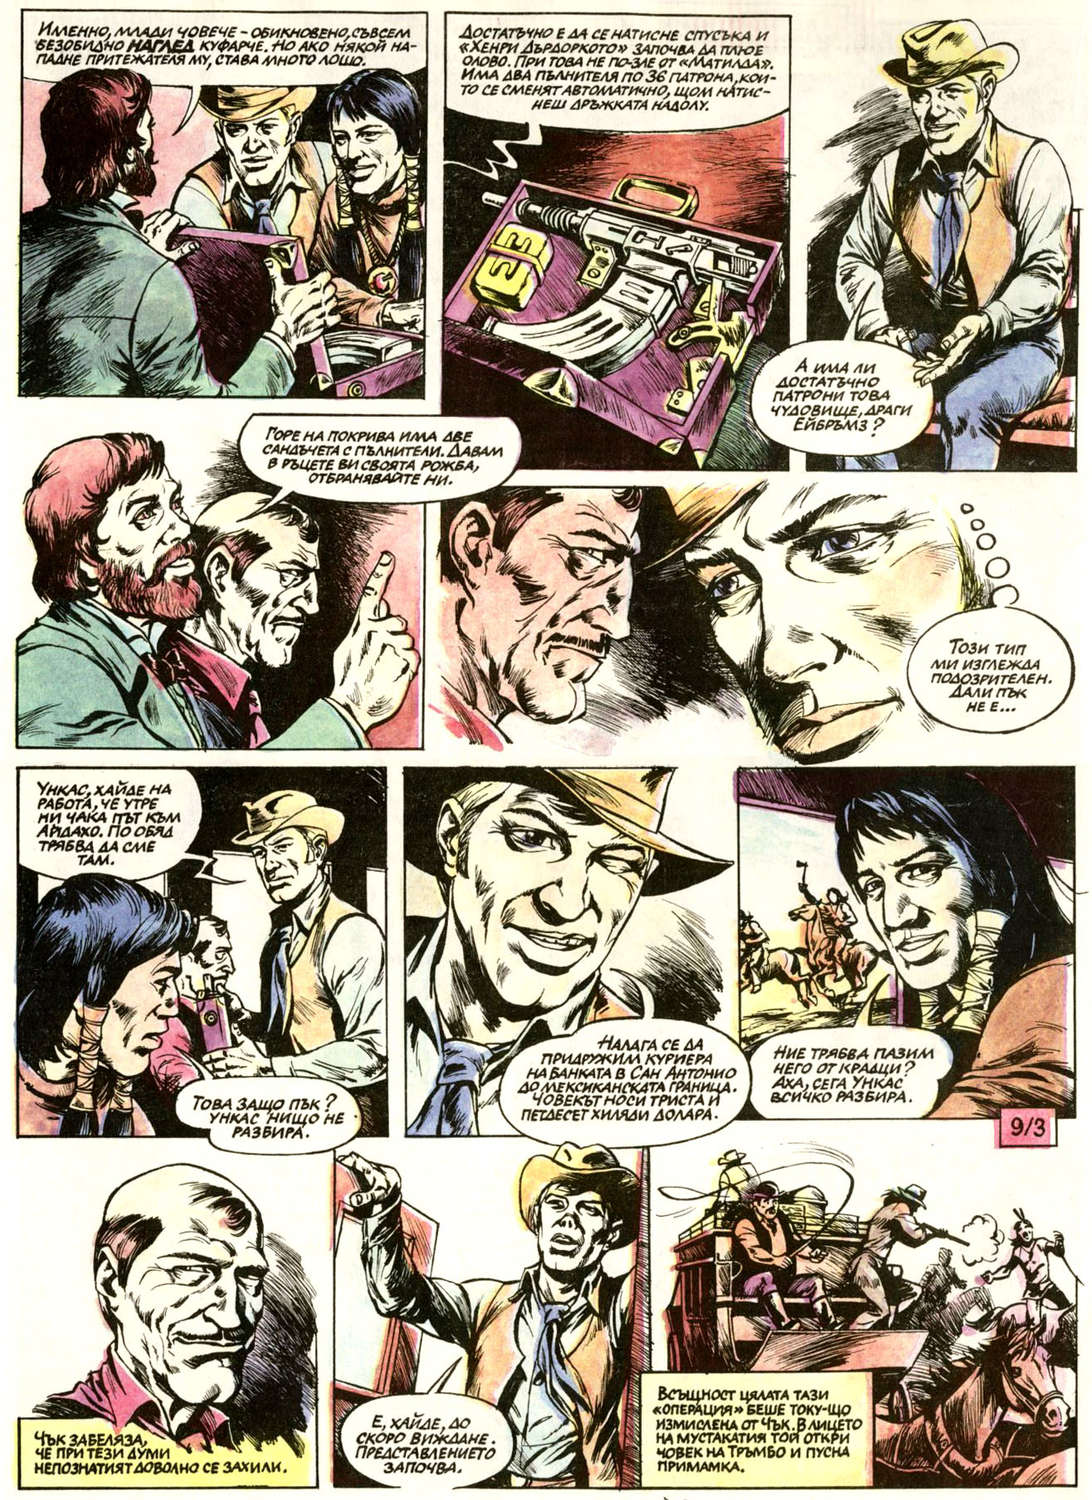 ИМЕННО, МЛАДИ ЧОВЕЧЕ - ОБИКНОВЕНО, СЪВСЕМ
БЕЗОБИДНО НАГЛЕД КУФАРЧЕ. НО АКО НЯКОЙ НА-
ПАДНЕ ПРИТЕЖАТЕЛЯ МУ, СТАВА МНОГО ЛОШО.
ДОСТАТЪЧНО Е ДА СЕ НАТИСНЕ СПУСЪКА И
«ХЕНРИ ДЪРДОРКОТО» ЗАПОЧВА ДА ПЛЮЕ
ОЛОВО. ПРИ ТОВА НЕ ПО-ЗЛЕ ОТ «МАТИЛДА».
ИМА ДВА ПЪЛНИТЕЛЯ ПО 36 ПАТРОНА, КОИ-
ТО СЕ СМЕНЯТ АВТОМАТИЧНО, ЩОМ НАТИС-
НЕШ ДРЪЖКАТА НАДОЛУ.
А ИМА ЛИ
ДОСТАТЪЧНО
ПАТРОНИ ТОВА
ЧУДОВИЩЕ, ДРАГИ
ЕЙБРЪМЗ?
ГОРЕ НА ПОКРИВА ИМА ДВЕ
САНДЪЧЕТА С ПЪЛНИТЕЛИ. ДАВАМ
В РЪЦЕТЕ ВИ СВОЯТА РОЖБА,
ОТБРАНЯВАЙТЕ НИ.
ТОЗИ ТИП
МИ ИЗГЛЕЖДА
ПОДОЗРИТЕЛЕН.
ДАЛИ ПЪК
НЕ Е...
УНКАС, ХАЙДЕ НА
РАБОТА, ЧЕ УТРЕ
НИ ЧАКА ПЪТ КЪМ
АЙДАХО. ПО ОБЯД
ТРЯБВА ДА СМЕ
ТАМ.
ТОВА ЗАЩО ПЪК?
УНКАС НИЩО НЕ
РАЗБИРА.
НАЛАГА СЕ ДА
ПРИДРУЖИМ КУРИЕРА
НА БАНКАТА В САН АНТОНИО
ДО МЕКСИКАНСКАТА ГРАНИЦА.
ЧОВЕКЪТ НОСИ ТРИСТА И
ПЕТДЕСЕТ ХИЛЯДИ ДОЛАРА.
НИЕ ТРЯБВА ПАЗИМ
НЕГО ОТ КРАДЦИ?
АХА, СЕГА УНКАС
ВСИЧКО РАЗБИРА.
9/3
ЧЪК ЗАБЕЛЯЗА,
ЧЕ ПРИ ТЕЗИ ДУМИ
НЕПОЗНАТИЯТ ДОВОЛНО СЕ ЗАХИЛИ.
Е, ХАЙДЕ, ДО
СКОРО ВИЖДАНЕ.
ПРЕДСТАВЛЕНИЕТО
ЗАПОЧВА.
ВСЪЩНОСТ ЦЯЛАТА ТАЗИ
«ОПЕРАЦИЯ» БЕШЕ ТОКУ-ЩО
ИЗМИСЛЕНА ОТ ЧЪК. В ЛИЦЕТО
НА МУСТАКАТИЯ ТОЙ ОТКРИ
ЧОВЕК НА ТРЪМБО И ПУСНА
ПРИМАМКА.